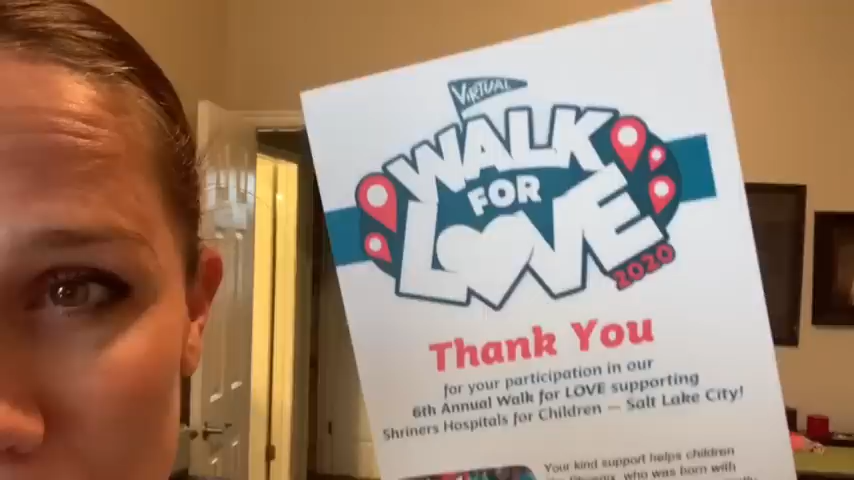 VIRTUAL
WALK
FOR
LOVE
2020
Thank You
for your participation in our
6th Annual Walk for LOVE supporting
Shriners Hospitals for Children — Salt Lake City!
Your kind support helps children
who was born with